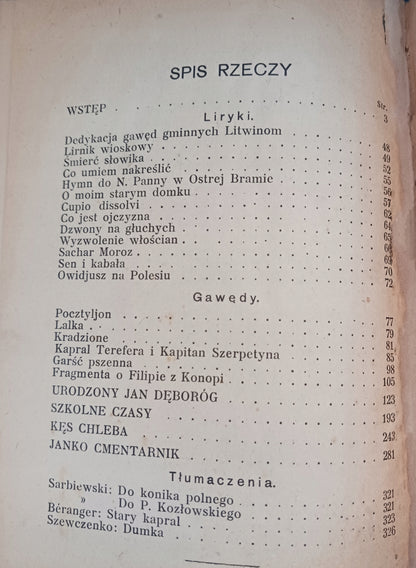 SPIS RZECZY
Str.
WSTĘP . . . . . . . . . . . . 3
Liryki.
Dedykacja gawęd gminnych Litwinom . . . . . 48
Lirnik wioskowy . . . . . . . . . . 49
Śmierć słowika . . . . . . . . . . 52
Co umiem nakreślić . . . . . . . . . 55
Hymn do N. Panny w Ostrej Bramie . . . . . 56
O moim starym domku . . . . . . . . 57
Cupio dissolvi . . . . . . . . . . 62
Co jest ojczyzna . . . . . . . . . 64
Dzwony na głuchych . . . . . . . . . 65
Wyzwolenie włościan . . . . . . . . 66
Sachar Moroz . . . . . . . . . . 69
Sen i kabała . . . . . . . . . . 70
Owidjusz na Polesiu . . . . . . . . 72
Gawędy.
Pocztyljon . . . . . . . . . . . 77
Lalka . . . . . . . . . . . . 79
Kradzione . . . . . . . . . . . 81
Kapral Terefera i Kapitan Szerpetyna . . . . 85
Garść pszenna . . . . . . . . . . 98
Fragmenta o Filipie z Konopi . . . . . . 105
URODZONY JAN DĘBORÓG . . . . . . 123
SZKOLNE CZASY . . . . . . . . . 193
KĘS CHLEBA . . . . . . . . . . 243
JANKO CMENTARNIK . . . . . . . . 281
Tłumaczenia.
Sarbiewski: Do konika polnego . . . . . . 321
» Do P. Kozłowskiego . . . . . . 321
Béranger: Stary kapral . . . . . . . . 323
Szewczenko: Dumka . . . . . . . . . 326